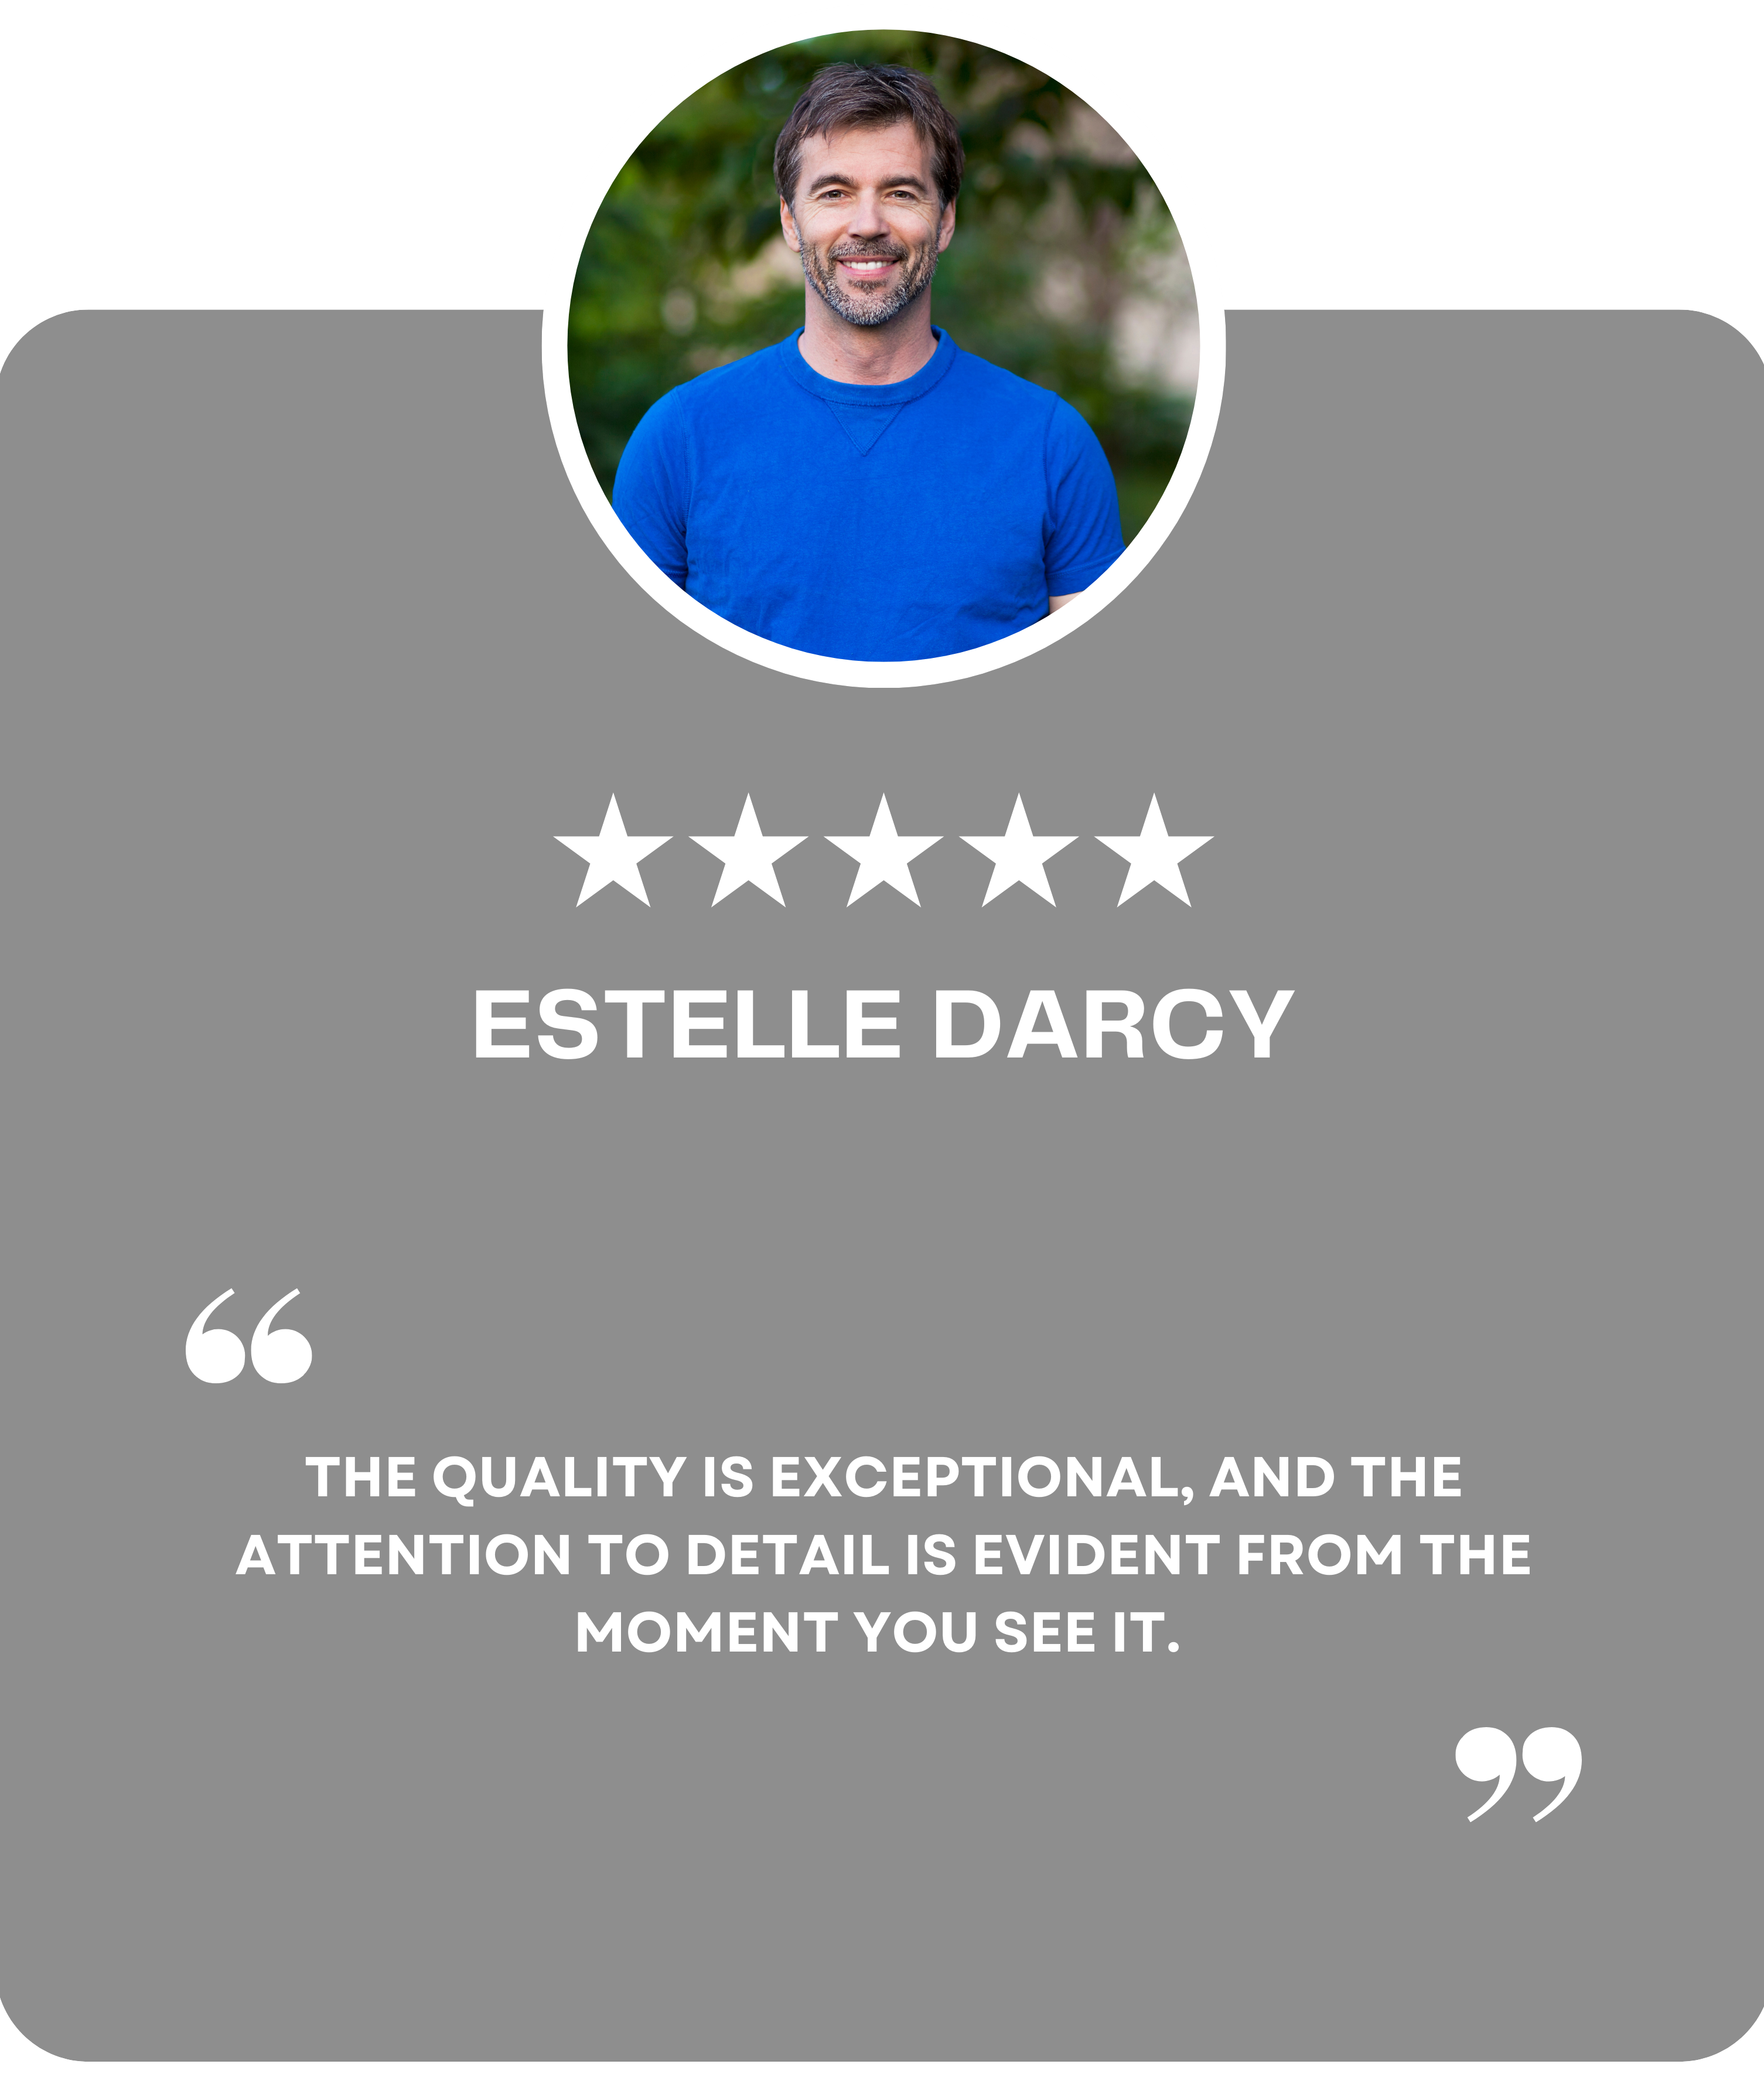 ESTELLE DARCY
“
THE QUALITY IS EXCEPTIONAL, AND THE
ATTENTION TO DETAIL IS EVIDENT FROM THE
MOMENT YOU SEE IT.
”